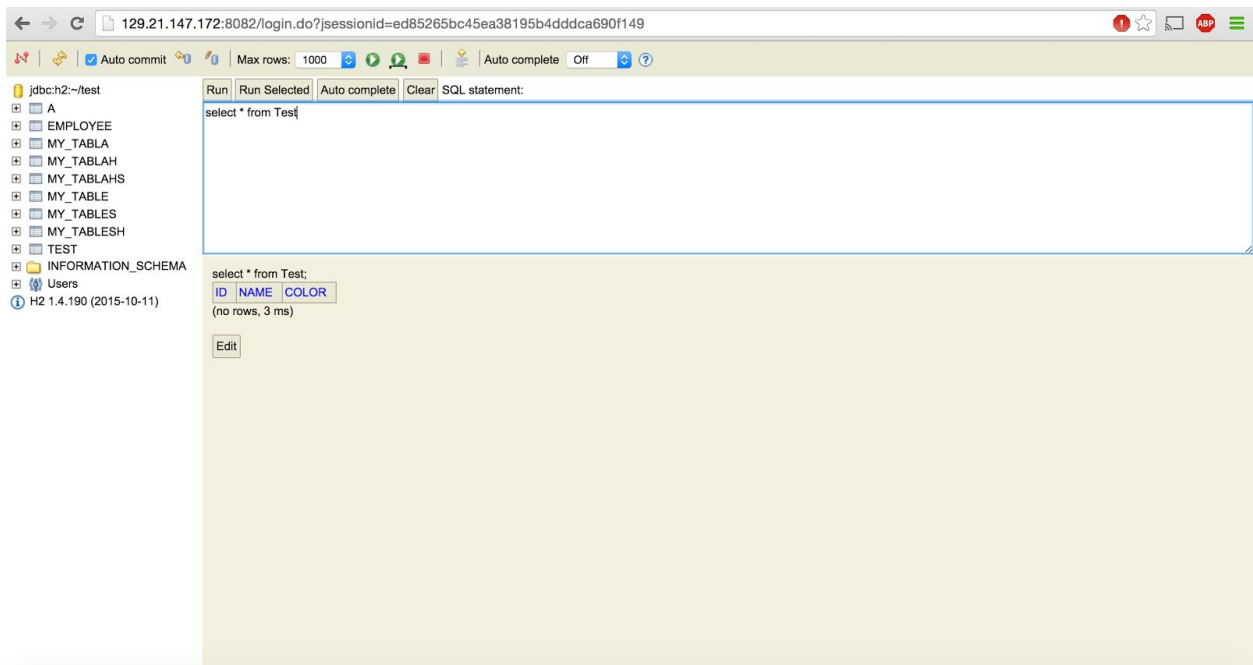 129.21.147.172:8082/login.do?jsessionid=ed85265bc45ea38195b4dddca690f149 ABP
Auto commit Max rows: 1000 Auto complete Off
jdbc:h2:~/test
A
EMPLOYEE
MY_TABLA
MY_TABLAH
MY_TABLAHS
MY_TABLE
MY_TABLES
MY_TABLESH
TEST
INFORMATION_SCHEMA
Users
H2 1.4.190 (2015-10-11)
Run Run Selected Auto complete Clear SQL statement:
select * from Test
select * from Test;
ID NAME COLOR
(no rows, 3 ms)
Edit